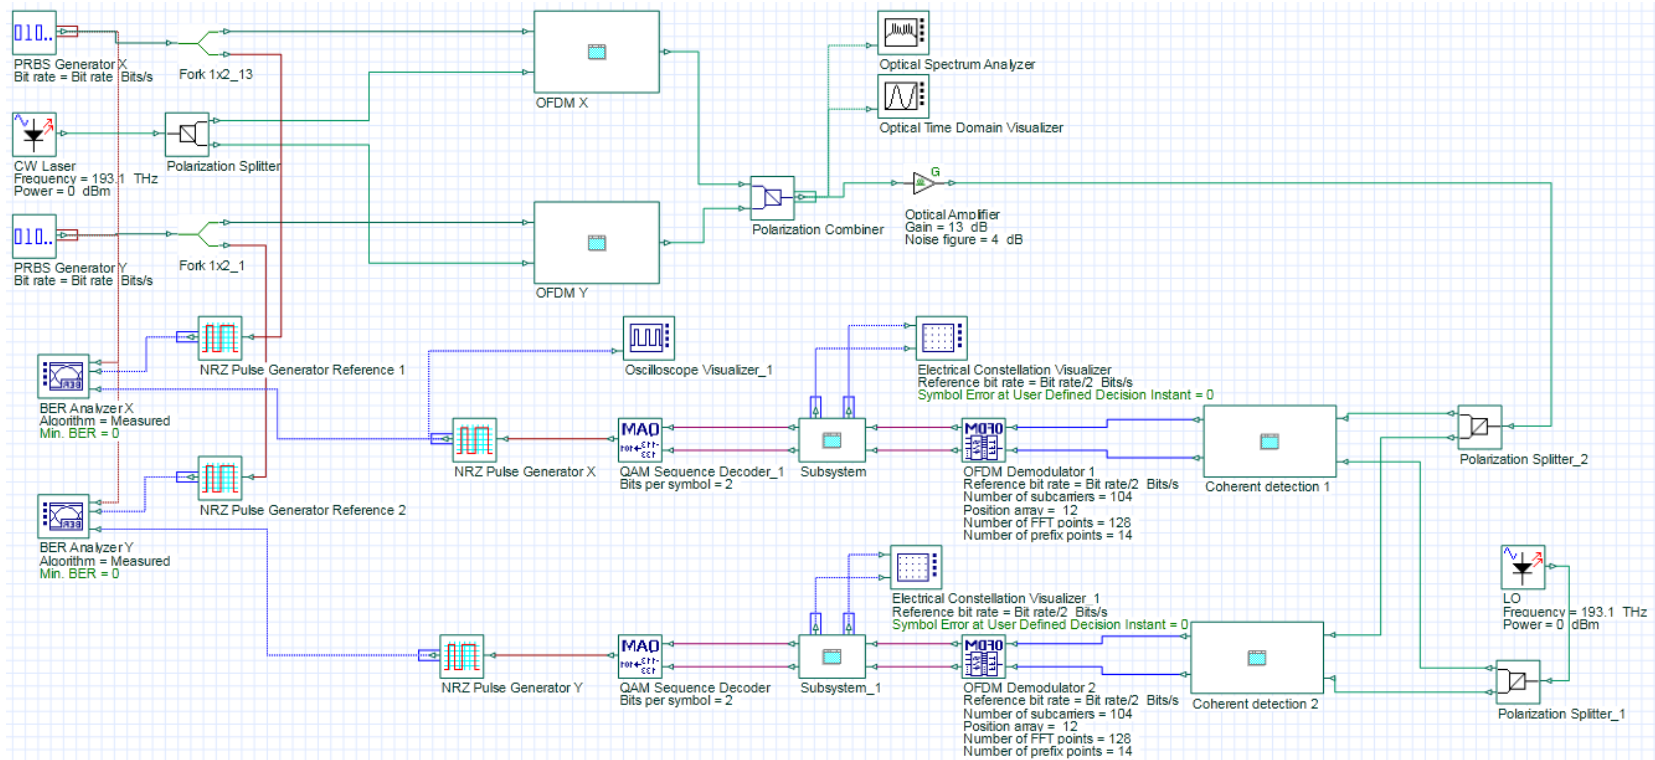 PRBS Generator X
Bit rate = Bit rate Bits/s
Fork 1x2_13
OFDM X
Optical Spectrum Analyzer
Optical Time Domain Visualizer
CW Laser
Frequency = 193.1 THz
Power = 0 dBm
Polarization Splitter
Polarization Combiner
G
Optical Amplifier
Gain = 13 dB
Noise figure = 4 dB
PRBS Generator Y
Bit rate = Bit rate Bits/s
Fork 1x2_1
OFDM Y
NRZ Pulse Generator Reference 1
Oscilloscope Visualizer_1
Electrical Constellation Visualizer
Reference bit rate = Bit rate/2 Bits/s
Symbol Error at User Defined Decision Instant = 0
BER Analyzer X
Algorithm = Measured
Min. BER = 0
NRZ Pulse Generator X
QAM Sequence Decoder_1
Bits per symbol = 2
Subsystem
OFDM Demodulator 1
Reference bit rate = Bit rate/2 Bits/s
Number of subcarriers = 104
Position array = 12
Number of FFT points = 128
Number of prefix points = 14
Coherent detection 1
Polarization Splitter_2
NRZ Pulse Generator Reference 2
BER Analyzer Y
Algorithm = Measured
Min. BER = 0
Electrical Constellation Visualizer_1
Reference bit rate = Bit rate/2 Bits/s
Symbol Error at User Defined Decision Instant = 0
LO
Frequency = 193.1 THz
Power = 0 dBm
NRZ Pulse Generator Y
QAM Sequence Decoder
Bits per symbol = 2
Subsystem_1
OFDM Demodulator 2
Reference bit rate = Bit rate/2 Bits/s
Number of subcarriers = 104
Position array = 12
Number of FFT points = 128
Number of prefix points = 14
Coherent detection 2
Polarization Splitter_1